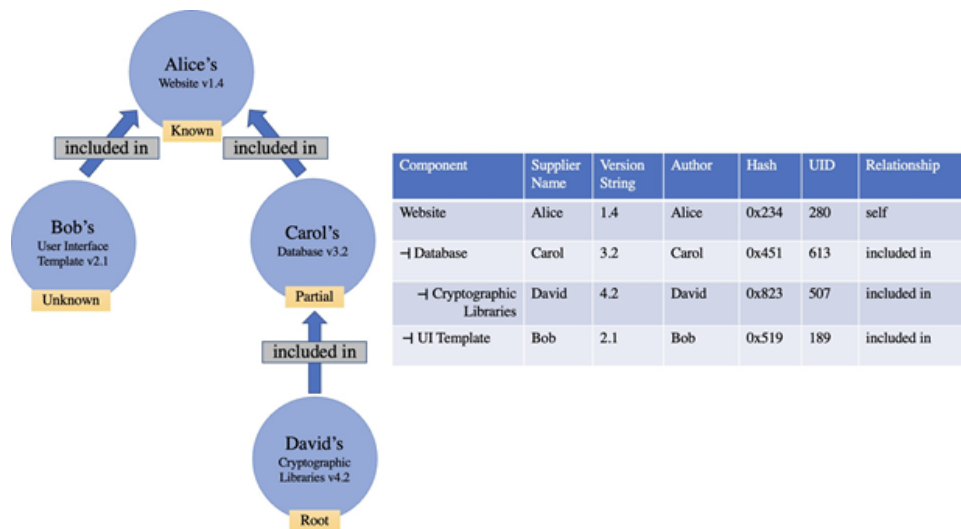 Alice's
Website v1.4
Known
included in
included in
Bob's
User Interface
Template v2.1
Unknown
Carol's
Database v3.2
Partial
included in
David's
Cryptographic
Libraries v4.2
Root
Component Supplier Name Version String Author Hash UID Relationship
Website Alice 1.4 Alice 0x234 280 self
⊣ Database Carol 3.2 Carol 0x451 613 included in
⊣ Cryptographic Libraries David 4.2 David 0x823 507 included in
⊣ UI Template Bob 2.1 Bob 0x519 189 included in